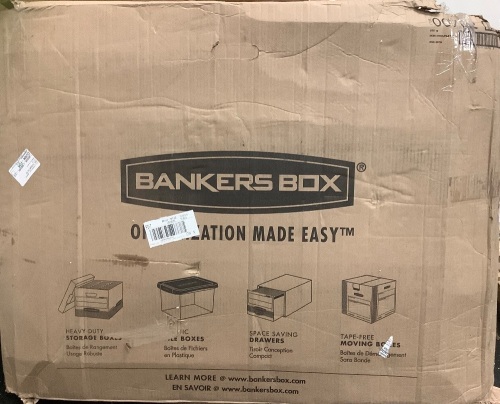 BANKERS BOX®
ORGANIZATION MADE EASY™
HEAVY DUTY
STORAGE BOXES
Boîtes de Rangement
Usage Robuste
FILE BOXES
Boîtes de Fichiers
en Plastique
SPACE SAVING
DRAWERS
Tiroir Conception
Compact
TAPE-FREE
MOVING BOXES
Boîtes de Déménagement
Sans Bande
LEARN MORE @ www.bankersbox.com
EN SAVOIR @ www.bankersbox.com